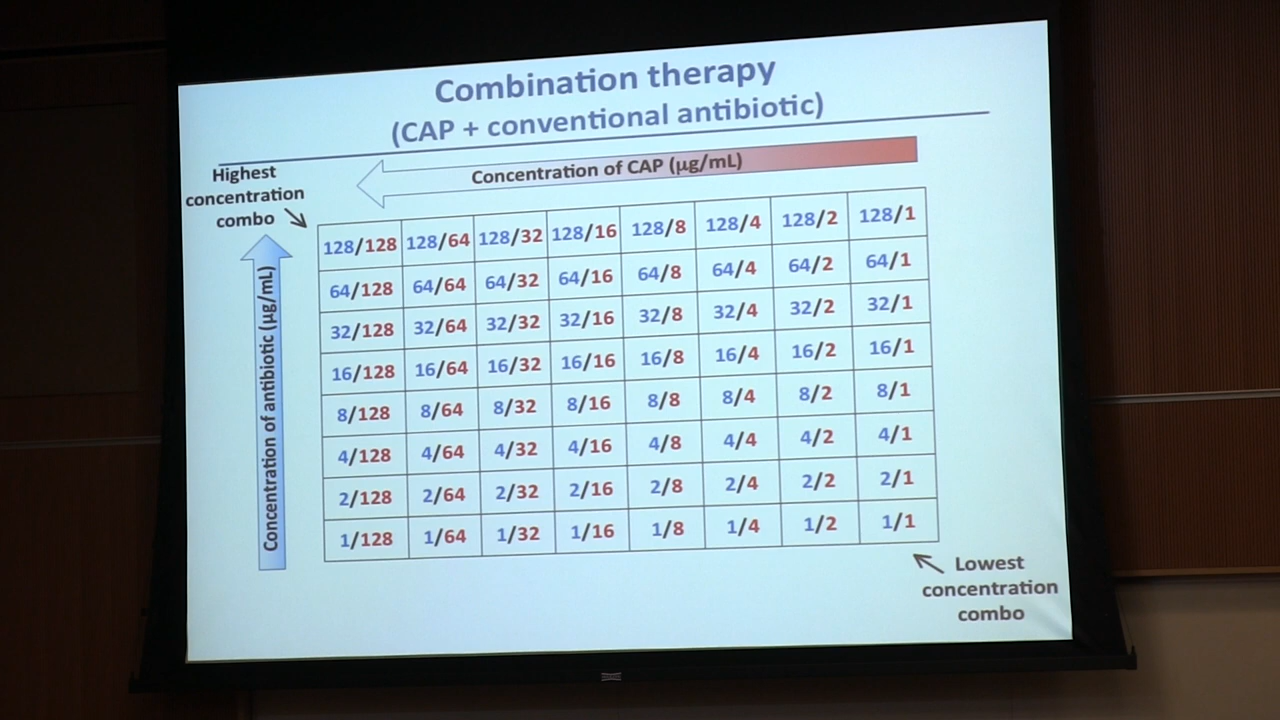 Combination therapy
(CAP + conventional antibiotic)
Highest
concentration
combo
Concentration of CAP (µg/mL)
Concentration of antibiotic (µg/mL)
128/128 128/64 128/32 128/16 128/8 128/4 128/2 128/1
64/128 64/64 64/32 64/16 64/8 64/4 64/2 64/1
32/128 32/64 32/32 32/16 32/8 32/4 32/2 32/1
16/128 16/64 16/32 16/16 16/8 16/4 16/2 16/1
8/128 8/64 8/32 8/16 8/8 8/4 8/2 8/1
4/128 4/64 4/32 4/16 4/8 4/4 4/2 4/1
2/128 2/64 2/32 2/16 2/8 2/4 2/2 2/1
1/128 1/64 1/32 1/16 1/8 1/4 1/2 1/1
Lowest
concentration
combo